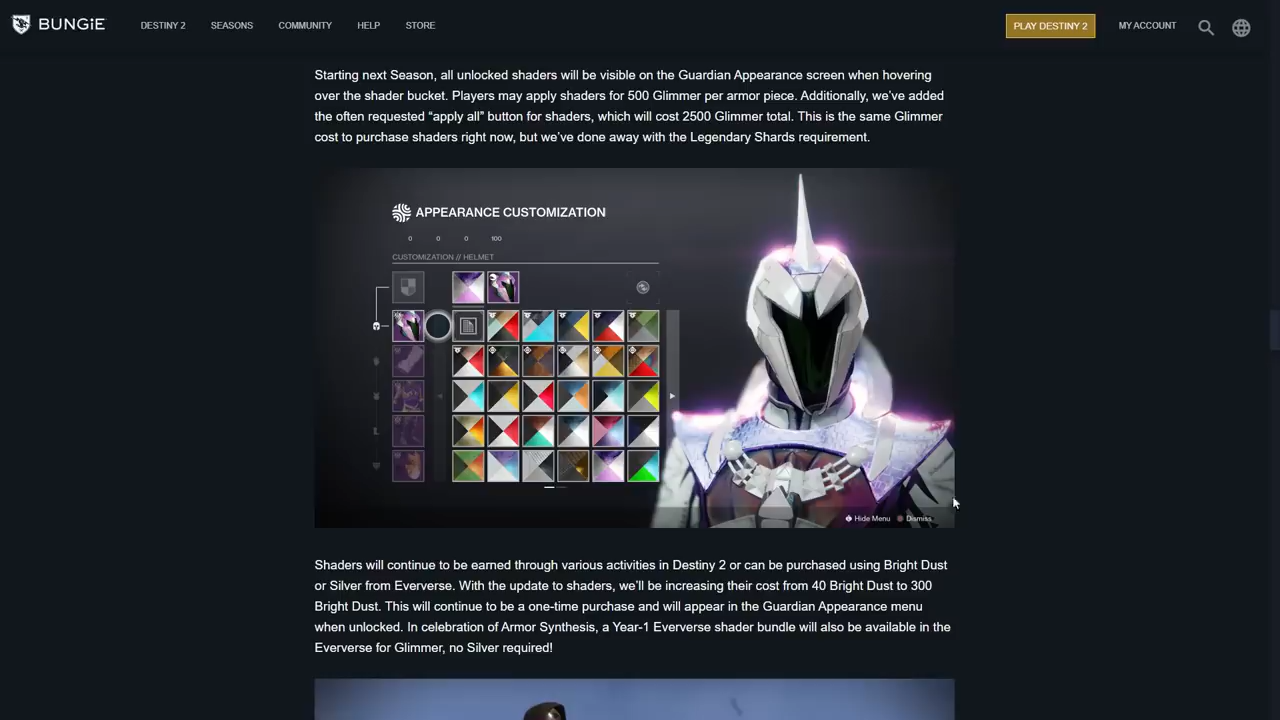 BUNGiE
DESTINY 2
SEASONS
COMMUNITY
HELP
STORE
PLAY DESTINY 2
MY ACCOUNT
Starting next Season, all unlocked shaders will be visible on the Guardian Appearance screen when hovering
over the shader bucket. Players may apply shaders for 500 Glimmer per armor piece. Additionally, we’ve added
the often requested “apply all” button for shaders, which will cost 2500 Glimmer total. This is the same Glimmer
cost to purchase shaders right now, but we’ve done away with the Legendary Shards requirement.
APPEARANCE CUSTOMIZATION
0 0 0 100
CUSTOMIZATION // HELMET
Hide Menu
Dismiss
Shaders will continue to be earned through various activities in Destiny 2 or can be purchased using Bright Dust
or Silver from Eververse. With the update to shaders, we’ll be increasing their cost from 40 Bright Dust to 300
Bright Dust. This will continue to be a one-time purchase and will appear in the Guardian Appearance menu
when unlocked. In celebration of Armor Synthesis, a Year-1 Eververse shader bundle will also be available in the
Eververse for Glimmer, no Silver required!